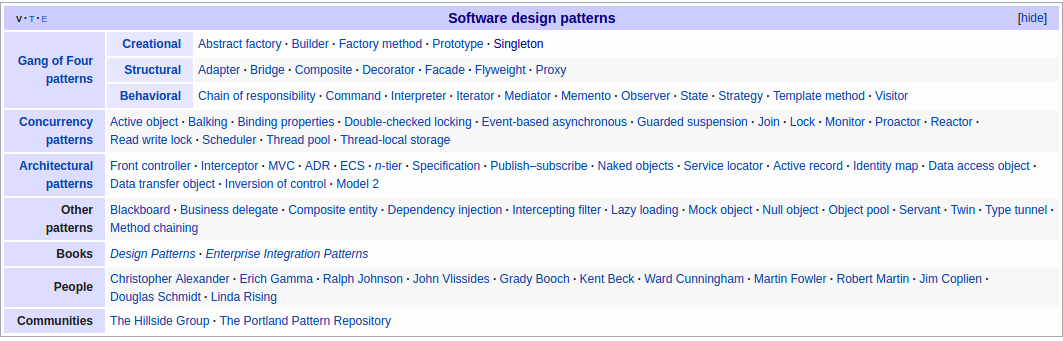 V · T · E Software design patterns [hide]
Gang of Four patterns
Creational Abstract factory · Builder · Factory method · Prototype · Singleton
Structural Adapter · Bridge · Composite · Decorator · Facade · Flyweight · Proxy
Behavioral Chain of responsibility · Command · Interpreter · Iterator · Mediator · Memento · Observer · State · Strategy · Template method · Visitor
Concurrency Active object · Balking · Binding properties · Double-checked locking · Event-based asynchronous · Guarded suspension · Join · Lock · Monitor · Proactor · Reactor ·
patterns Read write lock · Scheduler · Thread pool · Thread-local storage
Architectural Front controller · Interceptor · MVC · ADR · ECS · n-tier · Specification · Publish–subscribe · Naked objects · Service locator · Active record · Identity map · Data access object ·
patterns Data transfer object · Inversion of control · Model 2
Other Blackboard · Business delegate · Composite entity · Dependency injection · Intercepting filter · Lazy loading · Mock object · Null object · Object pool · Servant · Twin · Type tunnel ·
patterns Method chaining
Books Design Patterns · Enterprise Integration Patterns
People Christopher Alexander · Erich Gamma · Ralph Johnson · John Vlissides · Grady Booch · Kent Beck · Ward Cunningham · Martin Fowler · Robert Martin · Jim Coplien ·
Douglas Schmidt · Linda Rising
Communities The Hillside Group · The Portland Pattern Repository